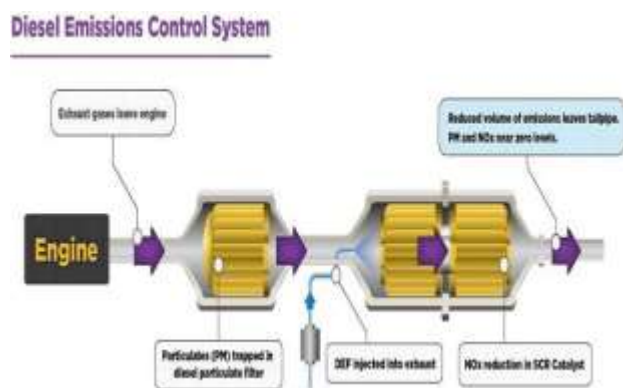 Diesel Emissions Control System
Exhaust gases leave engine
Reduced volume of emissions leaves tailpipe.
PM and NOx near zero levels.
Engine
Particulates (PM) trapped in
diesel particulate filter
DEF injected into exhaust
NOx reduction in SCR Catalyst